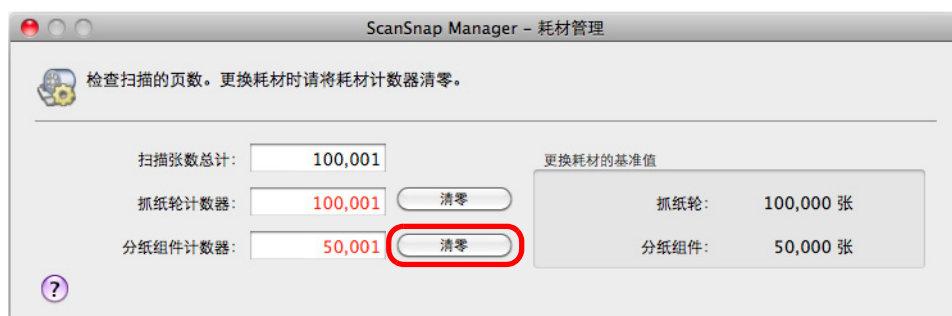 ScanSnap Manager – 耗材管理
检查扫描的页数。更换耗材时请将耗材计数器清零。
扫描张数总计: 100,001
更换耗材的基准值
抓纸轮计数器: 100,001 清零
抓纸轮: 100,000 张
分纸组件计数器: 50,001 清零
分纸组件: 50,000 张
?